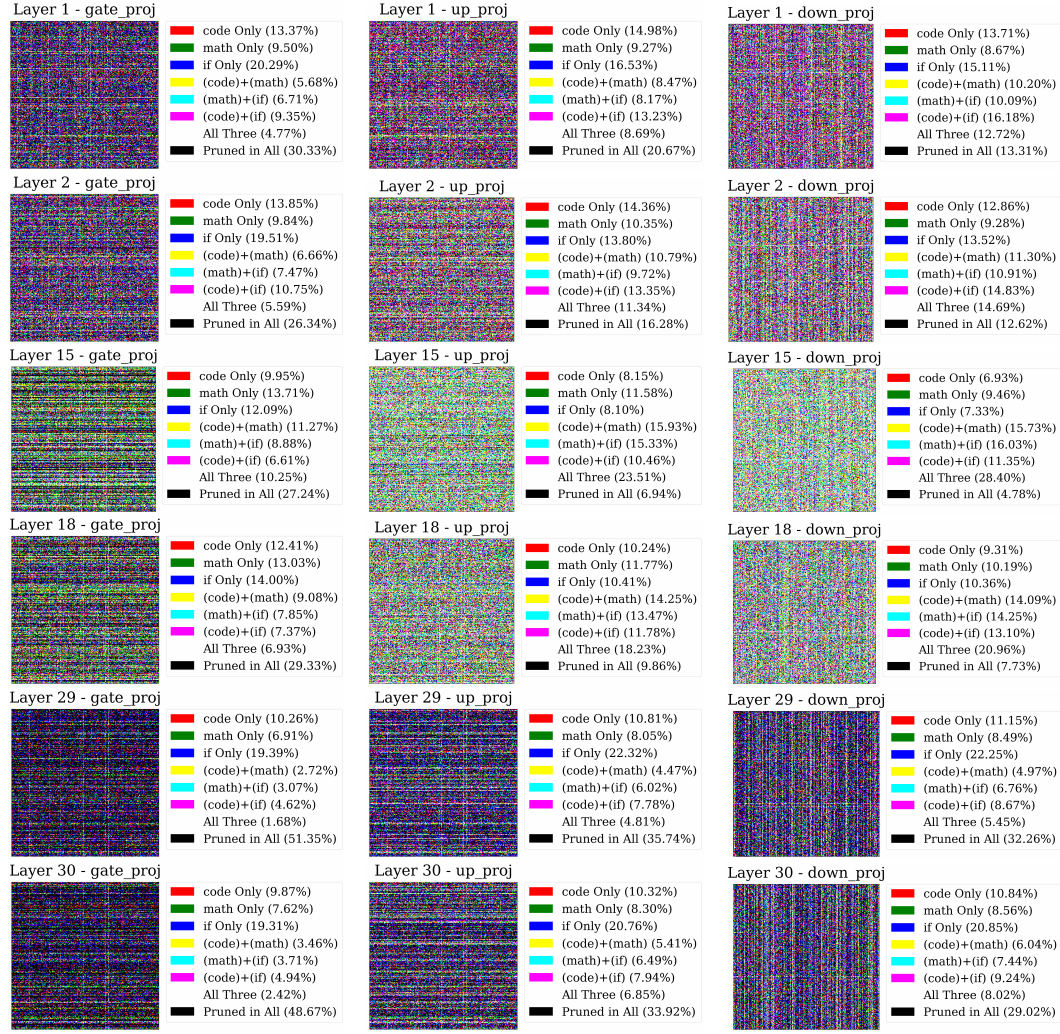 Layer 1 - gate_proj
code Only (13.37%)
math Only (9.50%)
if Only (20.29%)
(code)+(math) (5.68%)
(math)+(if) (6.71%)
(code)+(if) (9.35%)
All Three (4.77%)
Pruned in All (30.33%)
Layer 1 - up_proj
code Only (14.98%)
math Only (9.27%)
if Only (16.53%)
(code)+(math) (8.47%)
(math)+(if) (8.17%)
(code)+(if) (13.23%)
All Three (8.69%)
Pruned in All (20.67%)
Layer 1 - down_proj
code Only (13.71%)
math Only (8.67%)
if Only (15.11%)
(code)+(math) (10.20%)
(math)+(if) (10.09%)
(code)+(if) (16.18%)
All Three (12.72%)
Pruned in All (13.31%)
Layer 2 - gate_proj
code Only (13.85%)
math Only (9.84%)
if Only (19.51%)
(code)+(math) (6.66%)
(math)+(if) (7.47%)
(code)+(if) (10.75%)
All Three (5.59%)
Pruned in All (26.34%)
Layer 2 - up_proj
code Only (14.36%)
math Only (10.35%)
if Only (13.80%)
(code)+(math) (10.79%)
(math)+(if) (9.72%)
(code)+(if) (13.35%)
All Three (11.34%)
Pruned in All (16.28%)
Layer 2 - down_proj
code Only (12.86%)
math Only (9.28%)
if Only (13.52%)
(code)+(math) (11.30%)
(math)+(if) (10.91%)
(code)+(if) (14.83%)
All Three (14.69%)
Pruned in All (12.62%)
Layer 15 - gate_proj
code Only (9.95%)
math Only (13.71%)
if Only (12.09%)
(code)+(math) (11.27%)
(math)+(if) (8.88%)
(code)+(if) (6.61%)
All Three (10.25%)
Pruned in All (27.24%)
Layer 15 - up_proj
code Only (8.15%)
math Only (11.58%)
if Only (8.10%)
(code)+(math) (15.93%)
(math)+(if) (15.33%)
(code)+(if) (10.46%)
All Three (23.51%)
Pruned in All (6.94%)
Layer 15 - down_proj
code Only (6.93%)
math Only (9.46%)
if Only (7.33%)
(code)+(math) (15.73%)
(math)+(if) (16.03%)
(code)+(if) (11.35%)
All Three (28.40%)
Pruned in All (4.78%)
Layer 18 - gate_proj
code Only (12.41%)
math Only (13.03%)
if Only (14.00%)
(code)+(math) (9.08%)
(math)+(if) (7.85%)
(code)+(if) (7.37%)
All Three (6.93%)
Pruned in All (29.33%)
Layer 18 - up_proj
code Only (10.24%)
math Only (11.77%)
if Only (10.41%)
(code)+(math) (14.25%)
(math)+(if) (13.47%)
(code)+(if) (11.78%)
All Three (18.23%)
Pruned in All (9.86%)
Layer 18 - down_proj
code Only (9.31%)
math Only (10.19%)
if Only (10.36%)
(code)+(math) (14.09%)
(math)+(if) (14.25%)
(code)+(if) (13.10%)
All Three (20.96%)
Pruned in All (7.73%)
Layer 29 - gate_proj
code Only (10.26%)
math Only (6.91%)
if Only (19.39%)
(code)+(math) (2.72%)
(math)+(if) (3.07%)
(code)+(if) (4.62%)
All Three (1.68%)
Pruned in All (51.35%)
Layer 29 - up_proj
code Only (10.81%)
math Only (8.05%)
if Only (22.32%)
(code)+(math) (4.47%)
(math)+(if) (6.02%)
(code)+(if) (7.78%)
All Three (4.81%)
Pruned in All (35.74%)
Layer 29 - down_proj
code Only (11.15%)
math Only (8.49%)
if Only (22.25%)
(code)+(math) (4.97%)
(math)+(if) (6.76%)
(code)+(if) (8.67%)
All Three (5.45%)
Pruned in All (32.26%)
Layer 30 - gate_proj
code Only (9.87%)
math Only (7.62%)
if Only (19.31%)
(code)+(math) (3.46%)
(math)+(if) (3.71%)
(code)+(if) (4.94%)
All Three (2.42%)
Pruned in All (48.67%)
Layer 30 - up_proj
code Only (10.32%)
math Only (8.30%)
if Only (20.76%)
(code)+(math) (5.41%)
(math)+(if) (6.49%)
(code)+(if) (7.94%)
All Three (6.85%)
Pruned in All (33.92%)
Layer 30 - down_proj
code Only (10.84%)
math Only (8.56%)
if Only (20.85%)
(code)+(math) (6.04%)
(math)+(if) (7.44%)
(code)+(if) (9.24%)
All Three (8.02%)
Pruned in All (29.02%)